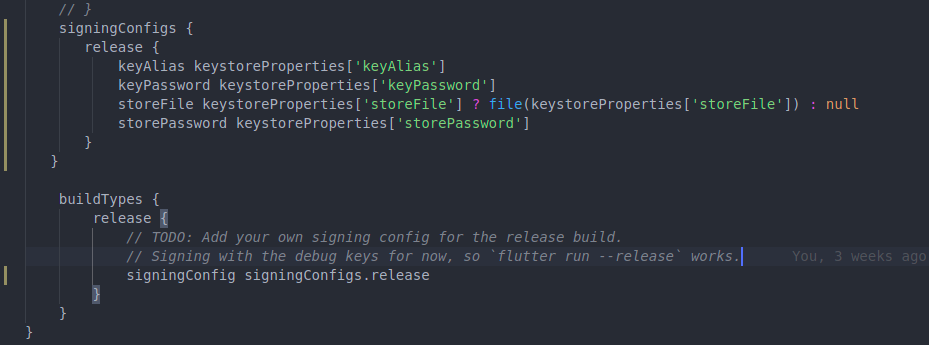 // }
signingConfigs {
release {
keyAlias keystoreProperties['keyAlias']
keyPassword keystoreProperties['keyPassword']
storeFile keystoreProperties['storeFile'] ? file(keystoreProperties['storeFile']) : null
storePassword keystoreProperties['storePassword']
}
}
buildTypes {
release {
// TODO: Add your own signing config for the release build.
// Signing with the debug keys for now, so `flutter run --release` works. You, 3 weeks ago
signingConfig signingConfigs.release
}
}
}